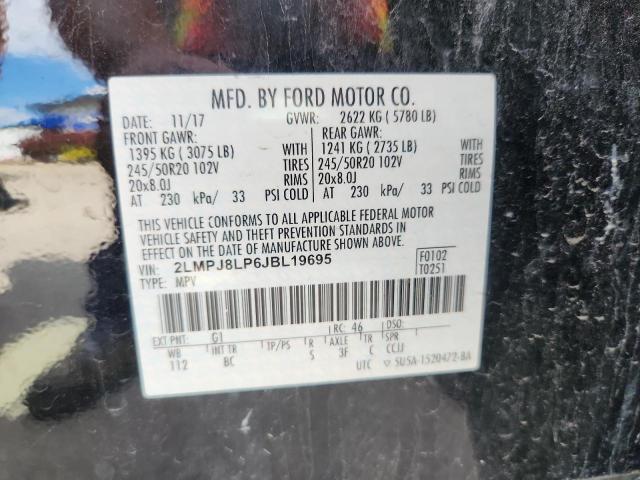 MFD. BY FORD MOTOR CO.
DATE: 11/17 GVWR: 2622 KG ( 5780 LB)
FRONT GAWR: REAR GAWR:
1395 KG ( 3075 LB) WITH 1241 KG ( 2735 LB) WITH
245/50R20 102V TIRES 245/50R20 102V TIRES
20x8.0J RIMS 20x8.0J RIMS
AT 230 kPa/ 33 PSI COLD AT 230 kPa/ 33 PSI COLD
THIS VEHICLE CONFORMS TO ALL APPLICABLE FEDERAL MOTOR
VEHICLE SAFETY AND THEFT PREVENTION STANDARDS IN
EFFECT ON THE DATE OF MANUFACTURE SHOWN ABOVE.
VIN: 2LMPJ8LP6JBL19695 F0102
TYPE: MPV T0251
EXT PNT: G1 RC: 46 DSO:
WB INT TR TP/PS R AXLE TR SPR
112 BC S 3F C CCJJ
UTC ▽ 5U5A-1520472-BA